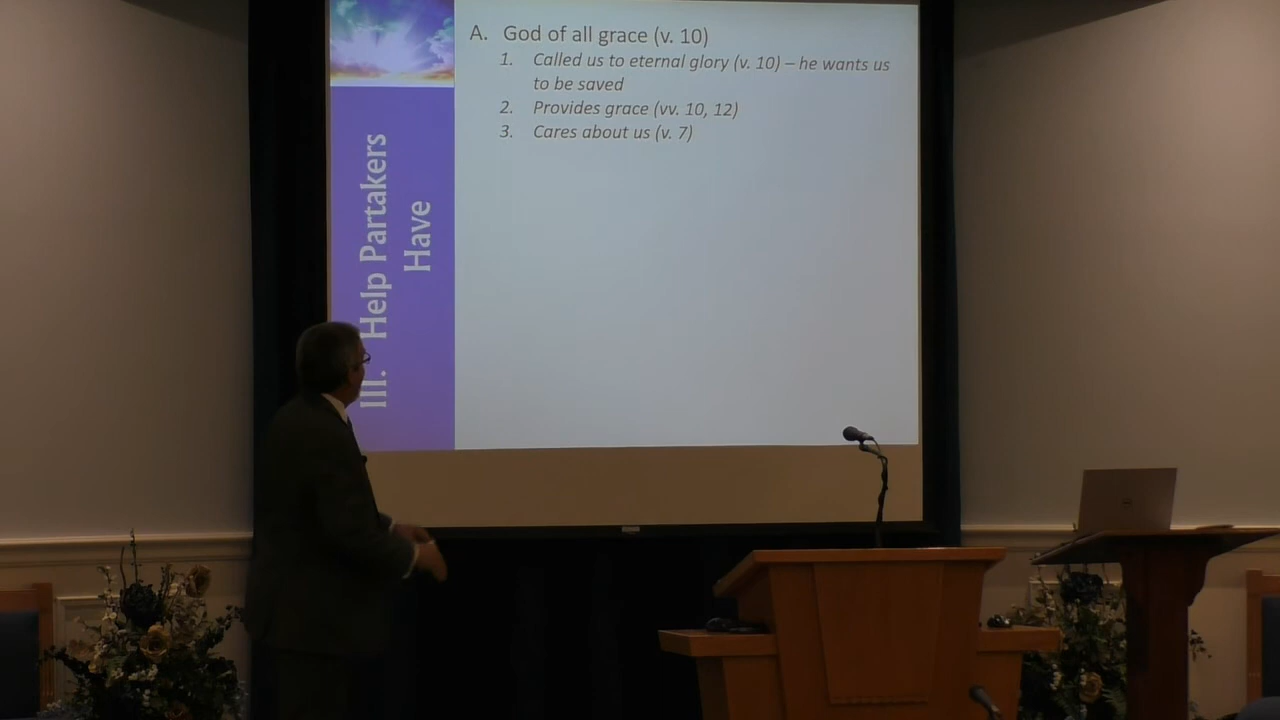 III. Help Partakers
Have
A. God of all grace (v. 10)
1. Called us to eternal glory (v. 10) – he wants us
to be saved
2. Provides grace (vv. 10, 12)
3. Cares about us (v. 7)